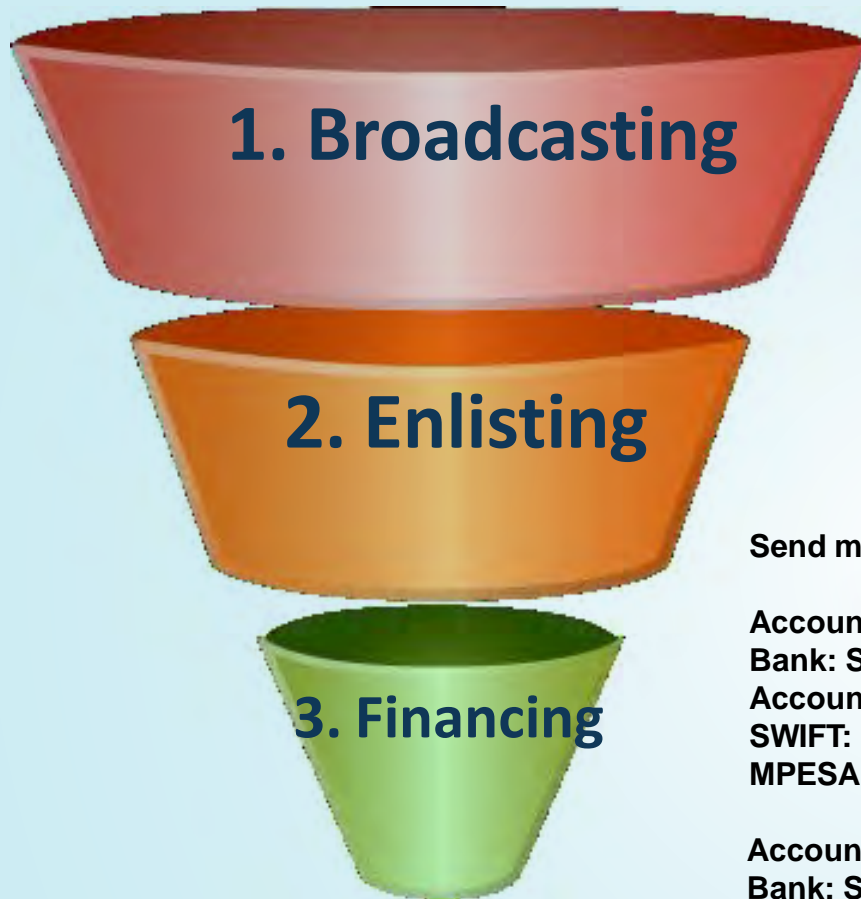 1. Broadcasting
2. Enlisting
3. Financing
Send m
Accoun
Bank: S
Accoun
SWIFT:
MPESA
Accoun
Bank: S